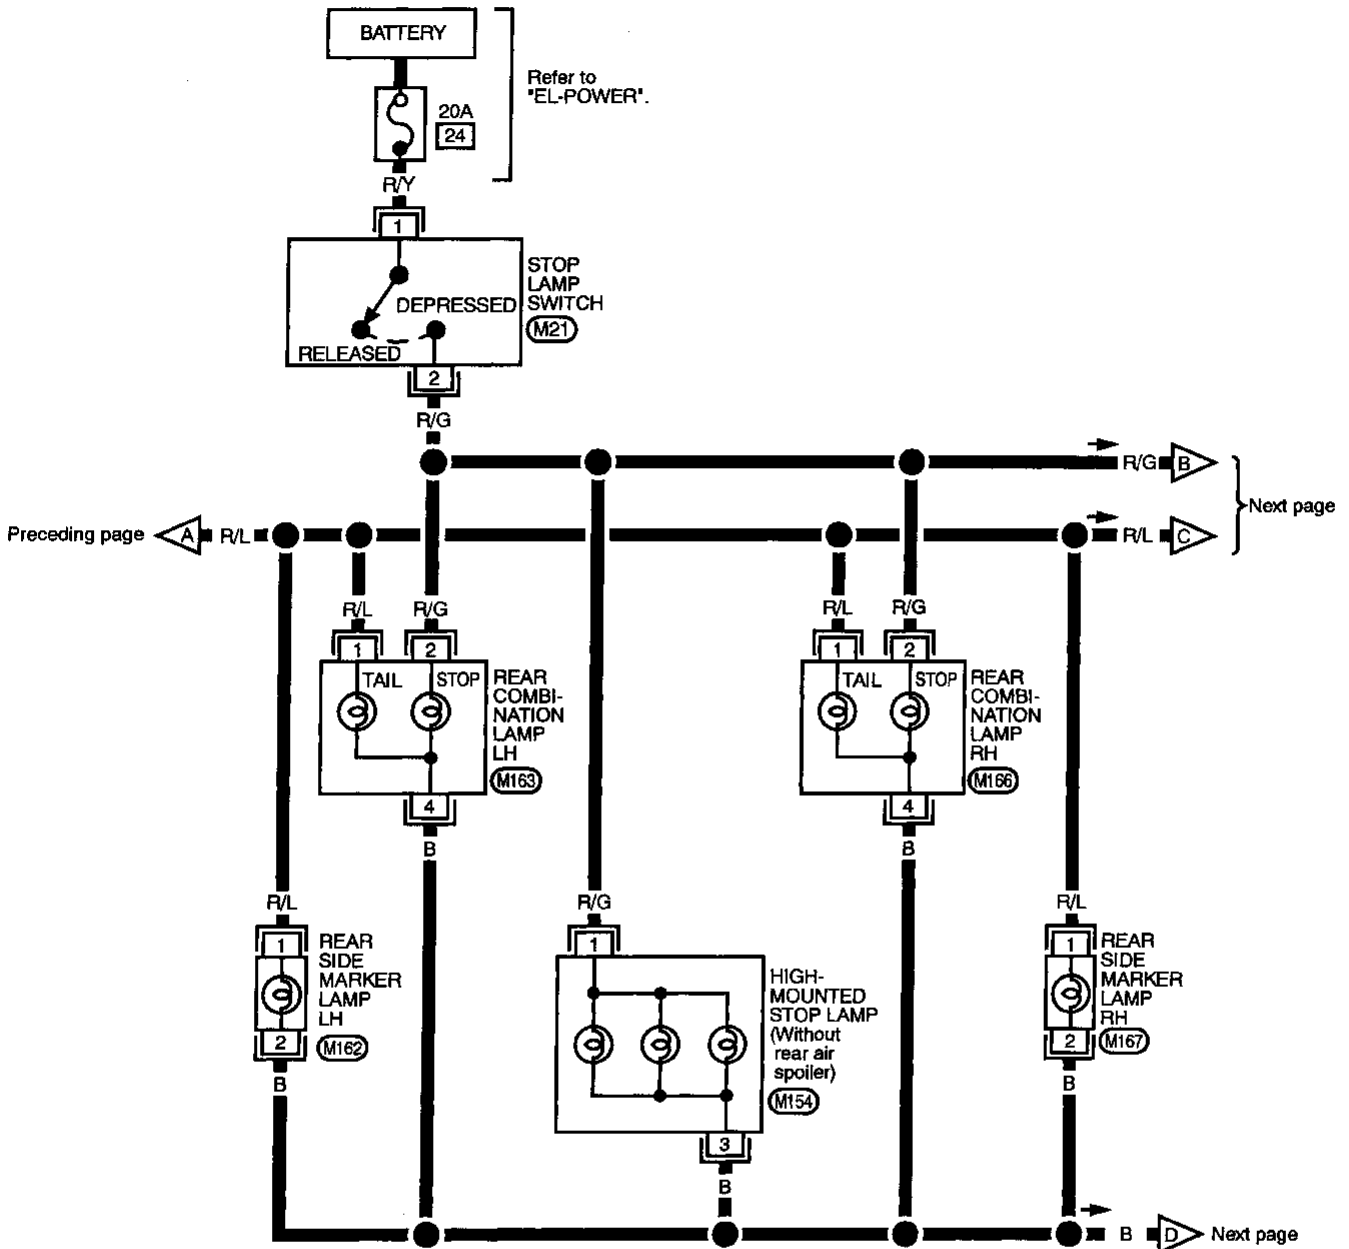 BATTERY
Refer to
"EL-POWER".
20A
24
R/Y
1
STOP
LAMP
SWITCH
M21
DEPRESSED
RELEASED
2
R/G
R/G
B
Next page
Preceding page
A
R/L
R/L
C
R/L
R/G
R/L
R/G
1
2
1
2
TAIL
STOP
REAR
COMBI-
NATION
LAMP
LH
M163
TAIL
STOP
REAR
COMBI-
NATION
LAMP
RH
M166
4
4
B
B
R/L
R/G
R/L
1
REAR
SIDE
MARKER
LAMP
LH
M162
2
B
1
HIGH-
MOUNTED
STOP LAMP
(Without
rear air
spoiler)
M154
3
B
1
REAR
SIDE
MARKER
LAMP
RH
M167
2
B
B
D
Next page